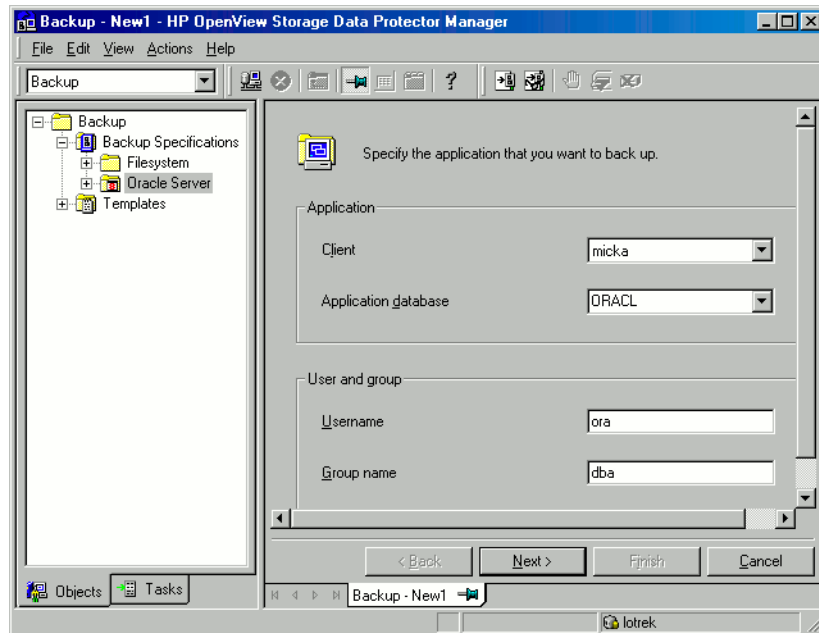 Backup - New1 - HP OpenView Storage Data Protector Manager
File Edit View Actions Help
Backup
Backup
Backup Specifications
Filesystem
Oracle Server
Templates
Specify the application that you want to back up.
Application
Client
micka
Application database
ORACL
User and group
Username
ora
Group name
dba
< Back Next > Finish Cancel
Objects Tasks
Backup - New1
lotrek